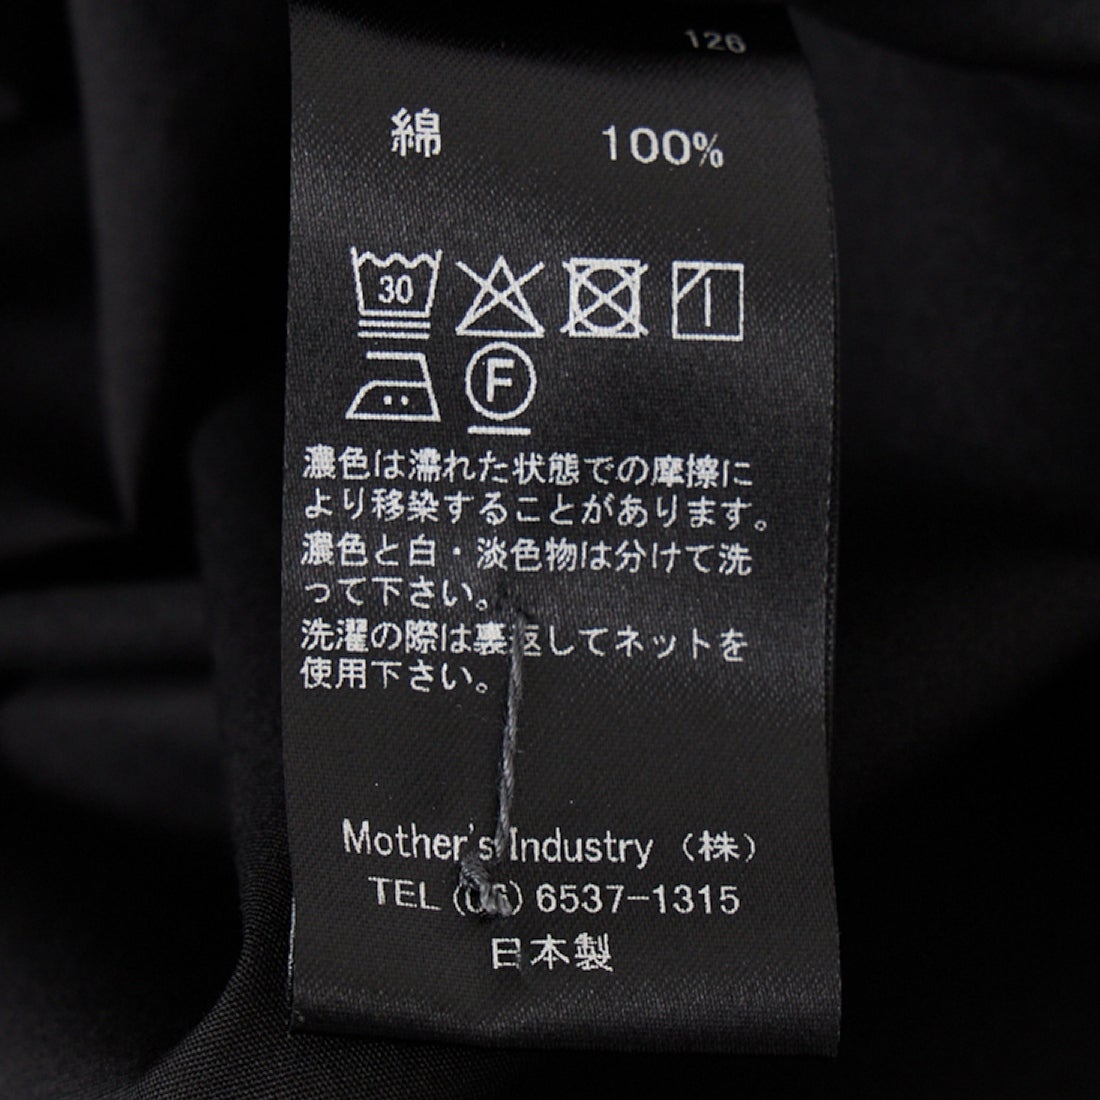 126
綿 100%
30
F
濃色は濡れた状態での摩擦に
より移染することがあります。
濃色と白・淡色物は分けて洗
って下さい。
洗濯の際は裏返してネットを
使用下さい。
Mother's Industry (株)
TEL (06) 6537-1315
日本製